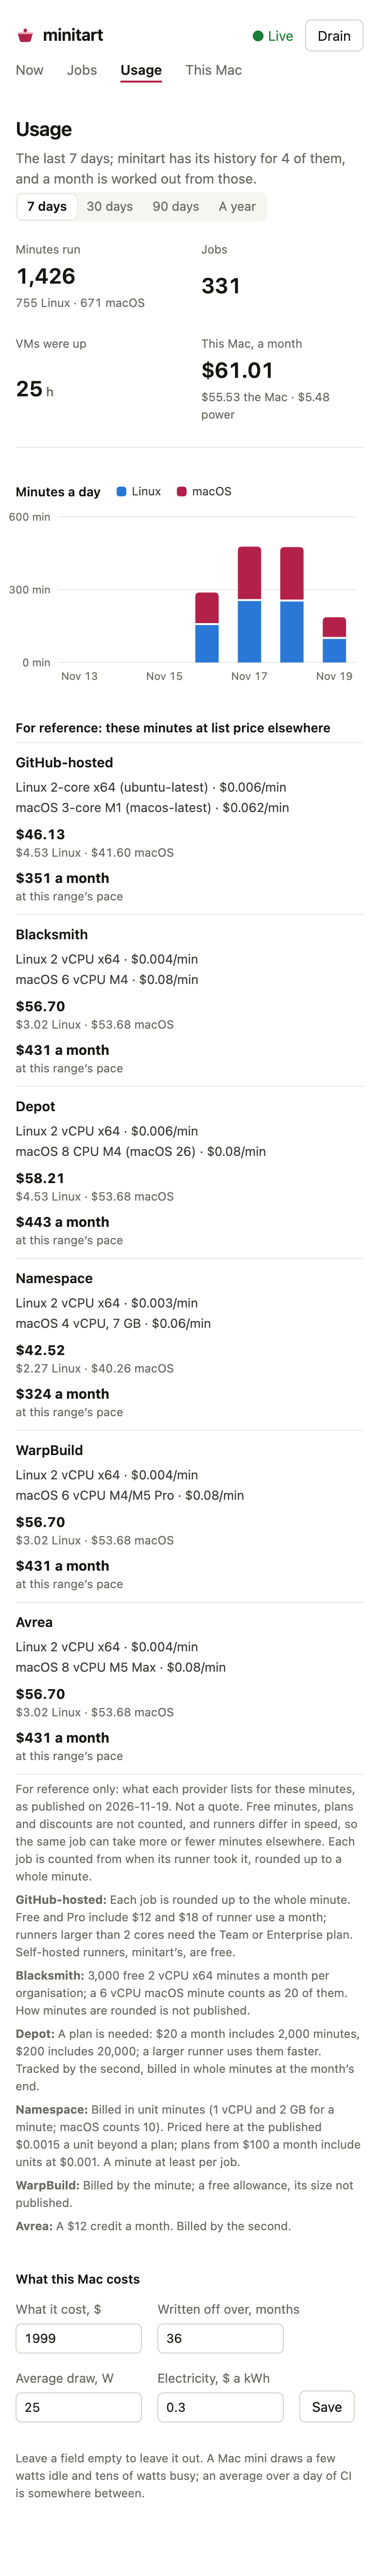 minitart
Live
Drain
Now
Jobs
Usage
This Mac
Usage
The last 7 days; minitart has its history for 4 of them,
and a month is worked out from those.
7 days
30 days
90 days
A year
Minutes run
1,426
755 Linux · 671 macOS
Jobs
331
VMs were up
25 h
This Mac, a month
$61.01
$55.53 the Mac · $5.48
power
Minutes a day
Linux
macOS
600 min
300 min
0 min
Nov 13
Nov 15
Nov 17
Nov 19
For reference: these minutes at list price elsewhere
GitHub-hosted
Linux 2-core x64 (ubuntu-latest) · $0.006/min
macOS 3-core M1 (macos-latest) · $0.062/min
$46.13
$4.53 Linux · $41.60 macOS
$351 a month
at this range's pace
Blacksmith
Linux 2 vCPU x64 · $0.004/min
macOS 6 vCPU M4 · $0.08/min
$56.70
$3.02 Linux · $53.68 macOS
$431 a month
at this range's pace
Depot
Linux 2 vCPU x64 · $0.006/min
macOS 8 CPU M4 (macOS 26) · $0.08/min
$58.21
$4.53 Linux · $53.68 macOS
$443 a month
at this range's pace
Namespace
Linux 2 vCPU x64 · $0.003/min
macOS 4 vCPU, 7 GB · $0.06/min
$42.52
$2.27 Linux · $40.26 macOS
$324 a month
at this range's pace
WarpBuild
Linux 2 vCPU x64 · $0.004/min
macOS 6 vCPU M4/M5 Pro · $0.08/min
$56.70
$3.02 Linux · $53.68 macOS
$431 a month
at this range's pace
Avrea
Linux 2 vCPU x64 · $0.004/min
macOS 8 vCPU M5 Max · $0.08/min
$56.70
$3.02 Linux · $53.68 macOS
$431 a month
at this range's pace
For reference only: what each provider lists for these minutes,
as published on 2026-11-19. Not a quote. Free minutes, plans
and discounts are not counted, and runners differ in speed, so
the same job can take more or fewer minutes elsewhere. Each
job is counted from when its runner took it, rounded up to a
whole minute.
GitHub-hosted: Each job is rounded up to the whole minute.
Free and Pro include $12 and $18 of runner use a month;
runners larger than 2 cores need the Team or Enterprise plan.
Self-hosted runners, minitart's, are free.
Blacksmith: 3,000 free 2 vCPU x64 minutes a month per
organisation; a 6 vCPU macOS minute counts as 20 of them.
How minutes are rounded is not published.
Depot: A plan is needed: $20 a month includes 2,000 minutes,
$200 includes 20,000; a larger runner uses them faster.
Tracked by the second, billed in whole minutes at the month's
end.
Namespace: Billed in unit minutes (1 vCPU and 2 GB for a
minute; macOS counts 10). Priced here at the published
$0.0015 a unit beyond a plan; plans from $100 a month include
units at $0.001. A minute at least per job.
WarpBuild: Billed by the minute; a free allowance, its size not
published.
Avrea: A $12 credit a month. Billed by the second.
What this Mac costs
What it cost, $
Written off over, months
1999
36
Average draw, W
Electricity, $ a kWh
25
0.3
Save
Leave a field empty to leave it out. A Mac mini draws a few
watts idle and tens of watts busy; an average over a day of CI
is somewhere between.